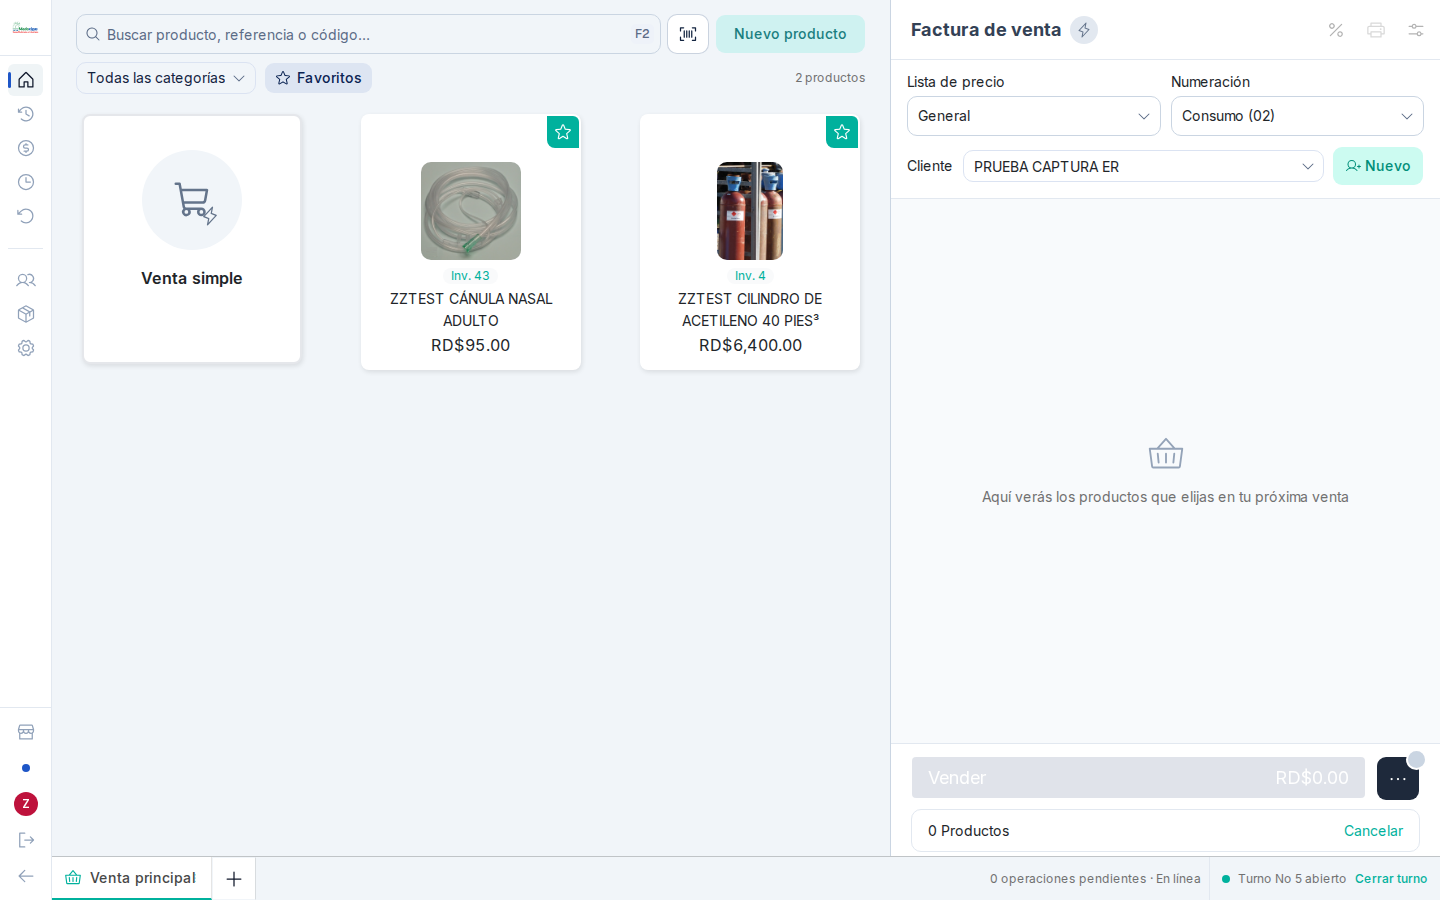 Buscar producto, referencia o código...
F2
Nuevo producto
Todas las categorías
Favoritos
2 productos
Venta simple
Inv. 43
ZZTEST CÁNULA NASAL
ADULTO
RD$95.00
Inv. 4
ZZTEST CILINDRO DE
ACETILENO 40 PIES³
RD$6,400.00
Factura de venta
Lista de precio
Numeración
General
Consumo (02)
Cliente
PRUEBA CAPTURA ER
Nuevo
Aquí verás los productos que elijas en tu próxima venta
Vender
RD$0.00
...
0 Productos
Cancelar
Z
Venta principal
0 operaciones pendientes · En línea
Turno No 5 abierto
Cerrar turno